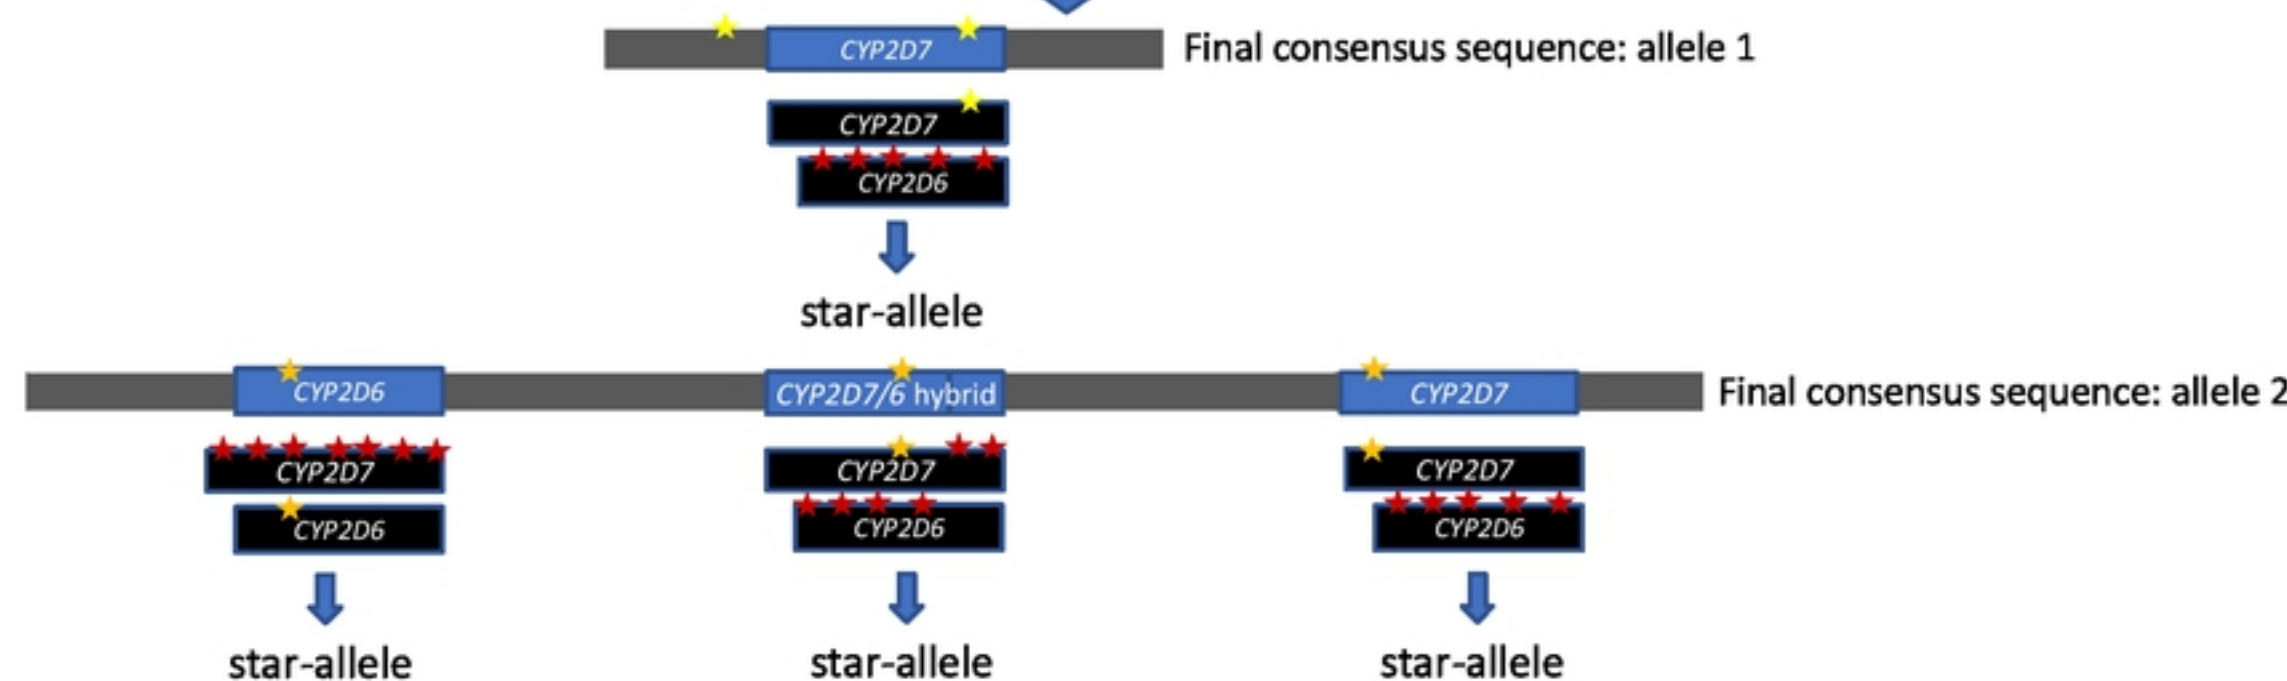 CYP2D7 Final consensus sequence: allele 1
CYP2D7
CYP2D6
star-allele
CYP2D6 CYP2D7/6 hybrid CYP2D7 Final consensus sequence: allele 2
CYP2D7 CYP2D7 CYP2D7
CYP2D6 CYP2D6 CYP2D6
star-allele star-allele star-allele